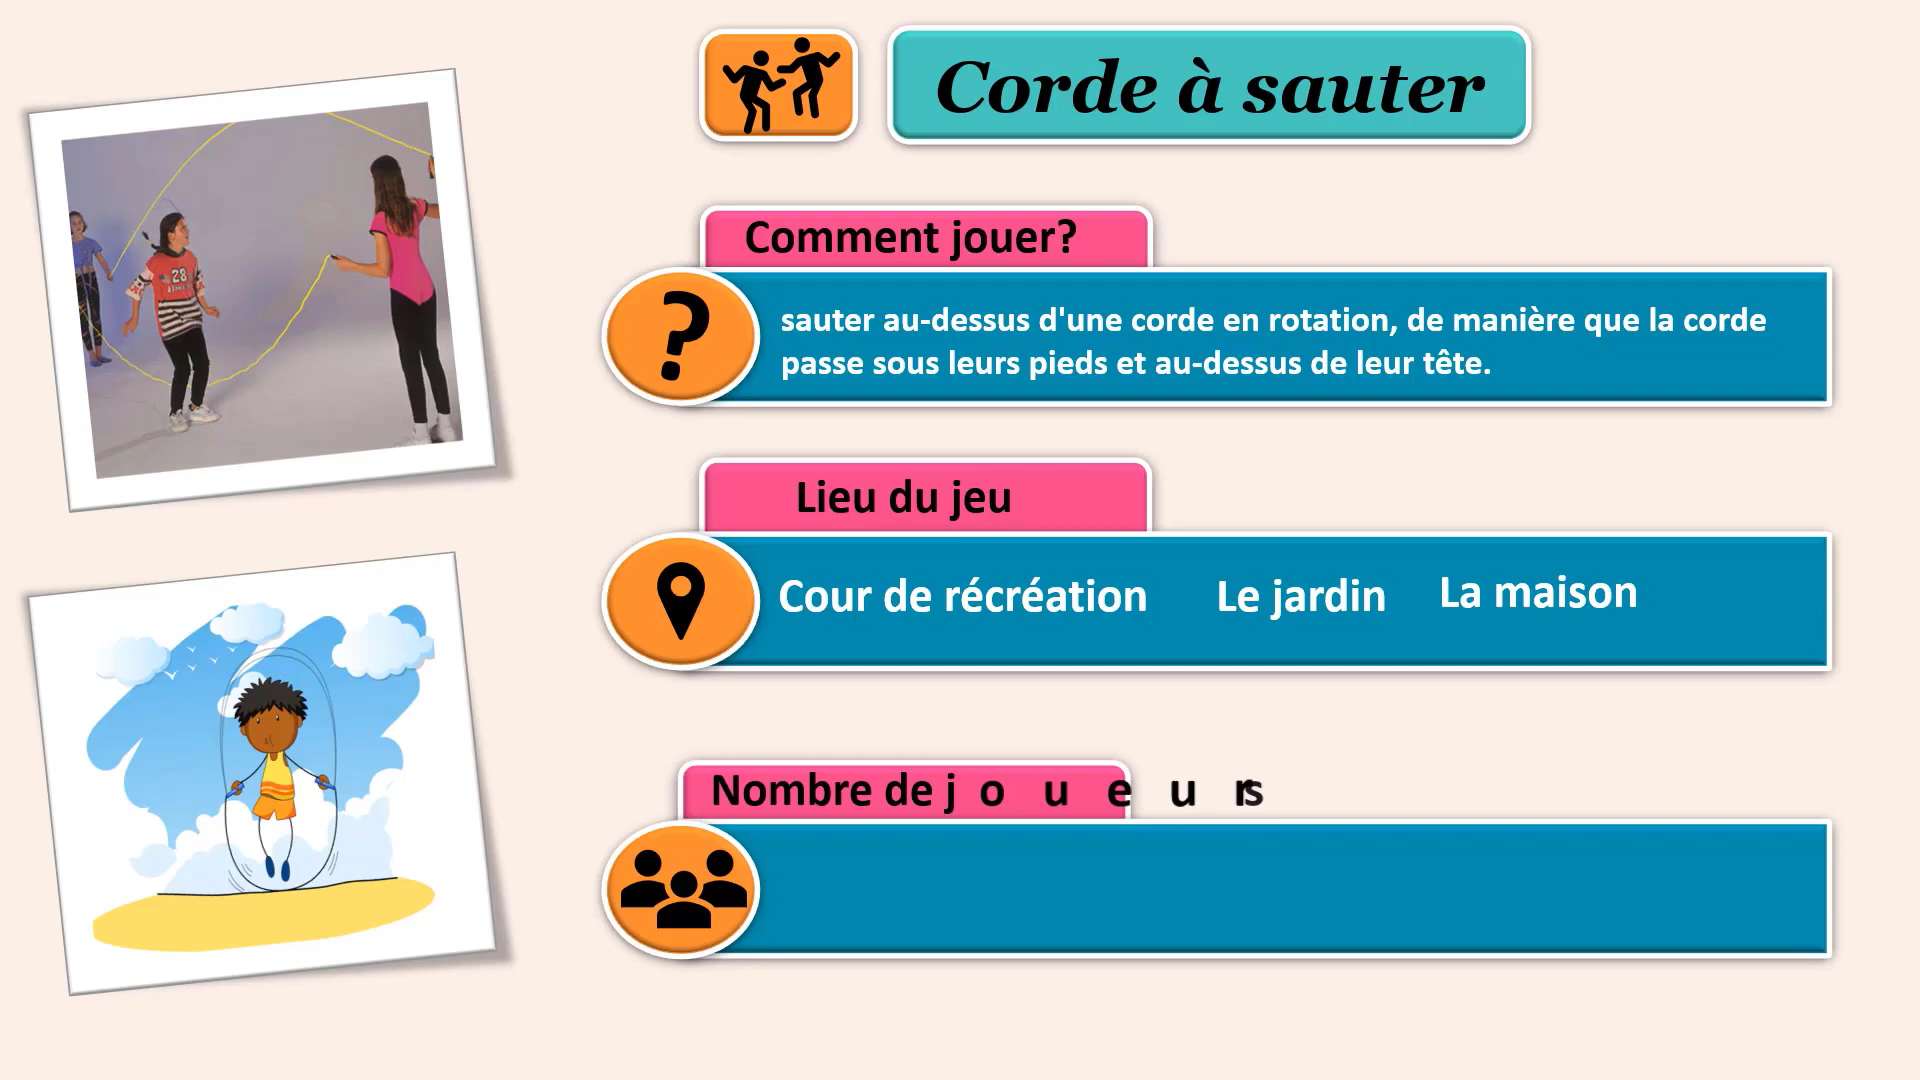 Corde à sauter
Comment jouer?
sauter au-dessus d'une corde en rotation, de manière que la corde
passe sous leurs pieds et au-dessus de leur tête.
Lieu du jeu
Cour de récréation Le jardin La maison
Nombre de joueurs
28